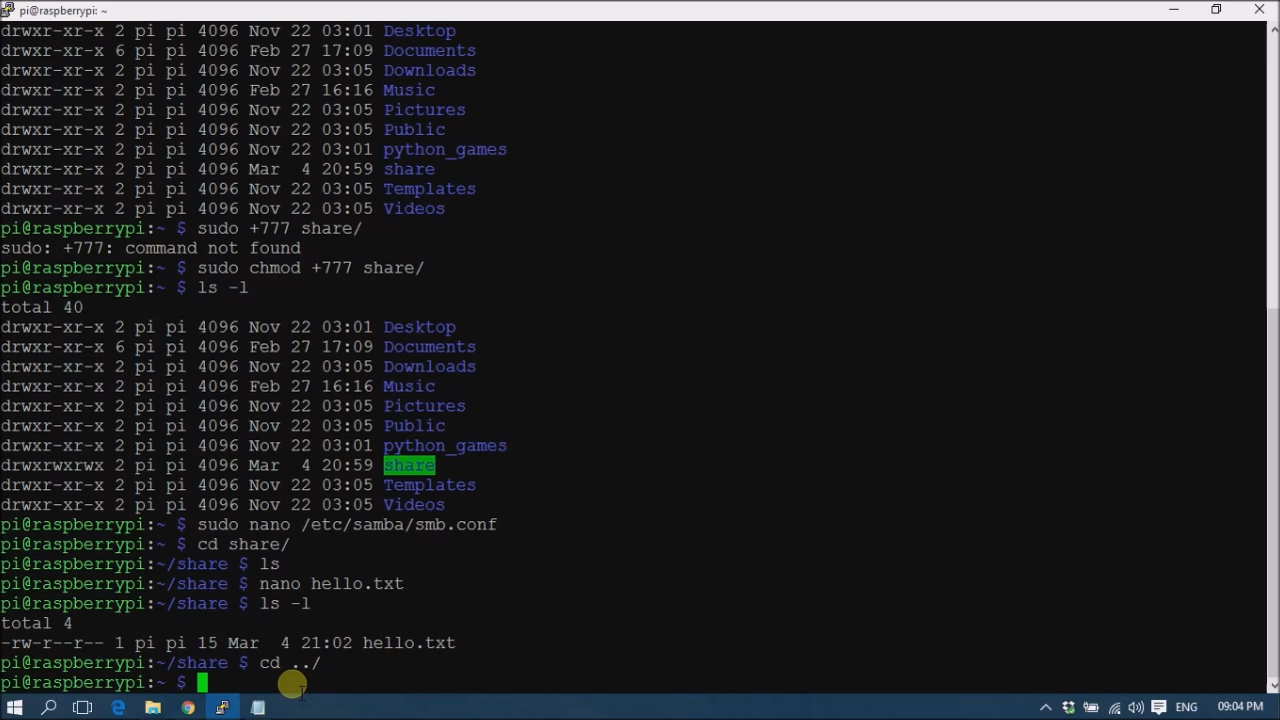 pi@raspberrypi: ~
drwxr-xr-x 2 pi pi 4096 Nov 22 03:01 Desktop
drwxr-xr-x 6 pi pi 4096 Feb 27 17:09 Documents
drwxr-xr-x 2 pi pi 4096 Nov 22 03:05 Downloads
drwxr-xr-x 2 pi pi 4096 Feb 27 16:16 Music
drwxr-xr-x 2 pi pi 4096 Nov 22 03:05 Pictures
drwxr-xr-x 2 pi pi 4096 Nov 22 03:05 Public
drwxr-xr-x 2 pi pi 4096 Nov 22 03:01 python_games
drwxr-xr-x 2 pi pi 4096 Mar  4 20:59 share
drwxr-xr-x 2 pi pi 4096 Nov 22 03:05 Templates
drwxr-xr-x 2 pi pi 4096 Nov 22 03:05 Videos
pi@raspberrypi:~ $ sudo +777 share/
sudo: +777: command not found
pi@raspberrypi:~ $ sudo chmod +777 share/
pi@raspberrypi:~ $ ls -l
total 40
drwxr-xr-x 2 pi pi 4096 Nov 22 03:01 Desktop
drwxr-xr-x 6 pi pi 4096 Feb 27 17:09 Documents
drwxr-xr-x 2 pi pi 4096 Nov 22 03:05 Downloads
drwxr-xr-x 2 pi pi 4096 Feb 27 16:16 Music
drwxr-xr-x 2 pi pi 4096 Nov 22 03:05 Pictures
drwxr-xr-x 2 pi pi 4096 Nov 22 03:05 Public
drwxr-xr-x 2 pi pi 4096 Nov 22 03:01 python_games
drwxrwxrwx 2 pi pi 4096 Mar  4 20:59 share
drwxr-xr-x 2 pi pi 4096 Nov 22 03:05 Templates
drwxr-xr-x 2 pi pi 4096 Nov 22 03:05 Videos
pi@raspberrypi:~ $ sudo nano /etc/samba/smb.conf
pi@raspberrypi:~ $ cd share/
pi@raspberrypi:~/share $ ls
pi@raspberrypi:~/share $ nano hello.txt
pi@raspberrypi:~/share $ ls -l
total 4
-rw-r--r-- 1 pi pi 15 Mar  4 21:02 hello.txt
pi@raspberrypi:~/share $ cd ../
pi@raspberrypi:~ $
ENG 09:04 PM